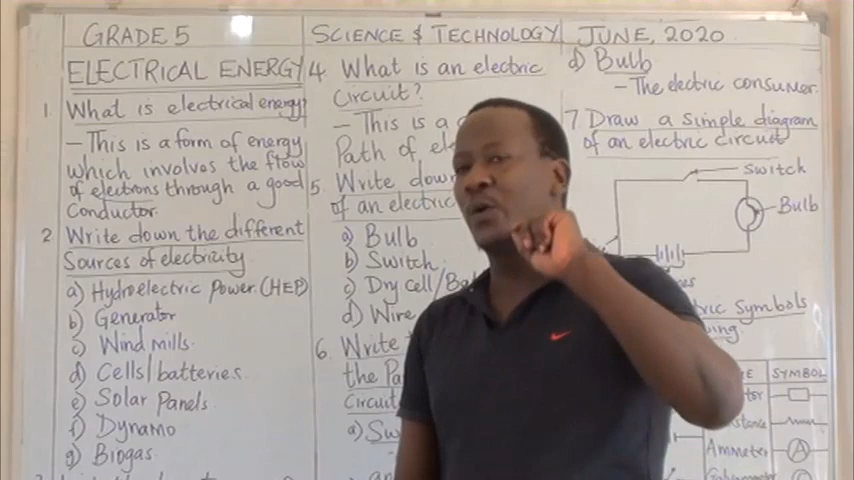 GRADE 5 SCIENCE & TECHNOLOGY JUNE, 2020
ELECTRICAL ENERGY
1. What is electrical energy?
- This is a form of energy
which involves the flow
of electrons through a good
Conductor.
2. Write down the different
Sources of electricity
a) Hydroelectric Power (HEP)
b) Generator
c) Wind mills.
d) Cells/batteries.
e) Solar Panels
f) Dynamo
g) Biogas
4. What is an electric
Circuit?
- This is a
Path of
5. Write down
of an electric
a) Bulb
b) Switch
c) Dry cell/
d) Wire
6. Write
the
Circuit
a)
d) Bulb
- The electric consumer.
7. Draw a simple diagram
of an electric circuit
Switch
Bulb
Symbols
SYMBOL
Ammeter A